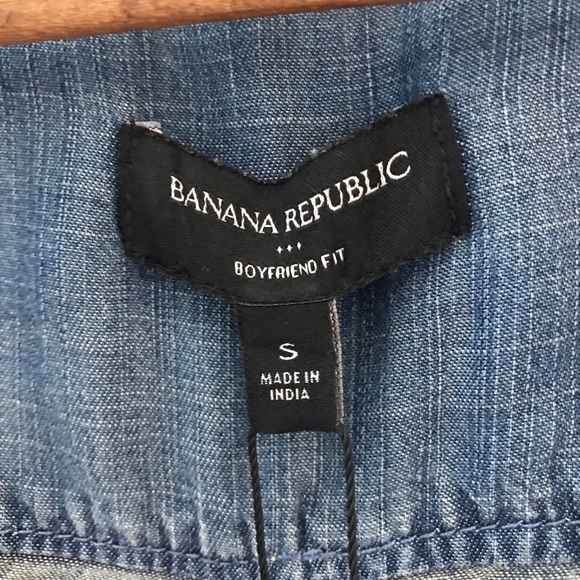 BANANA REPUBLIC
BOYFRIEND FIT
S
MADE IN
INDIA